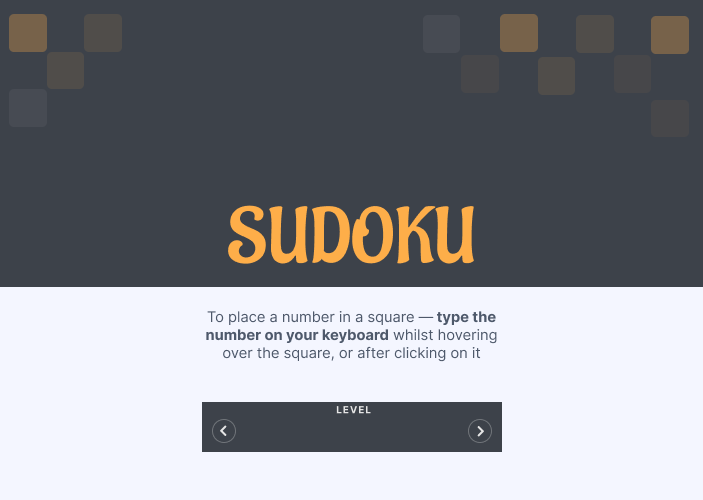 SUDOKU
To place a number in a square — type the
number on your keyboard whilst hovering
over the square, or after clicking on it
LEVEL